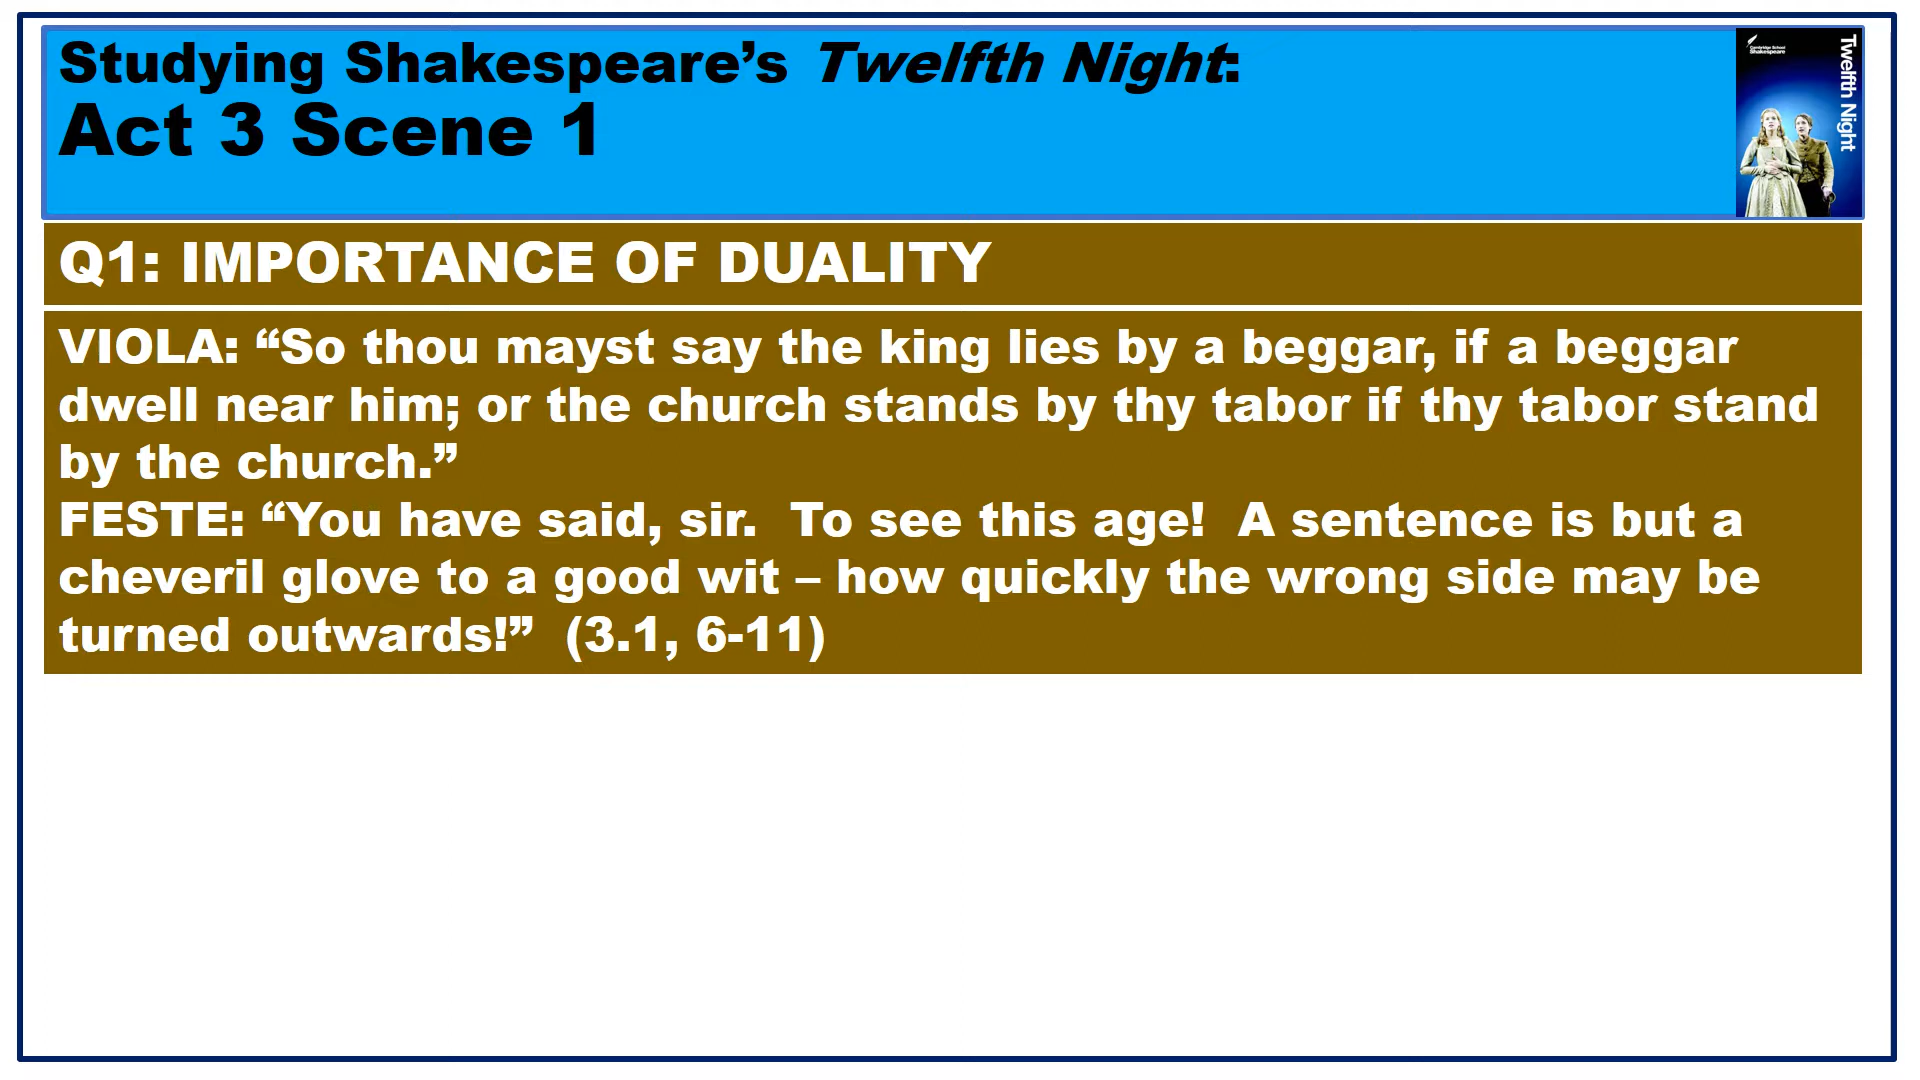 Studying Shakespeare’s Twelfth Night:
Act 3 Scene 1
Cambridge School
Shakespeare
Twelfth Night
Q1: IMPORTANCE OF DUALITY
VIOLA: “So thou mayst say the king lies by a beggar, if a beggar
dwell near him; or the church stands by thy tabor if thy tabor stand
by the church.”
FESTE: “You have said, sir.  To see this age!  A sentence is but a
cheveril glove to a good wit – how quickly the wrong side may be
turned outwards!”  (3.1, 6-11)